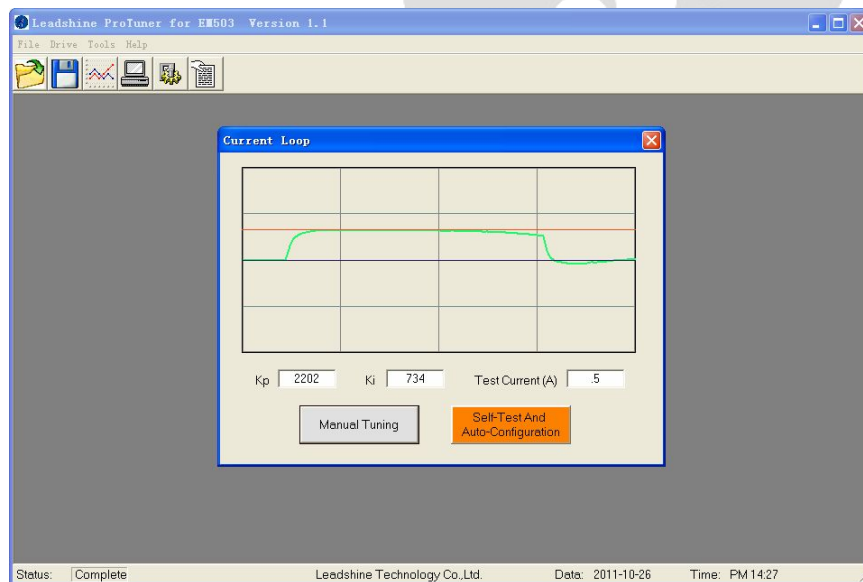 Leadshine ProTuner for EM503 Version 1.1
File Drive Tools Help
Current Loop
Kp 2202 Ki 734 Test Current (A) .5
Manual Tuning
Self-Test And
Auto-Configuration
Status: Complete Leadshine Technology Co.,Ltd. Data: 2011-10-26 Time: PM 14:27